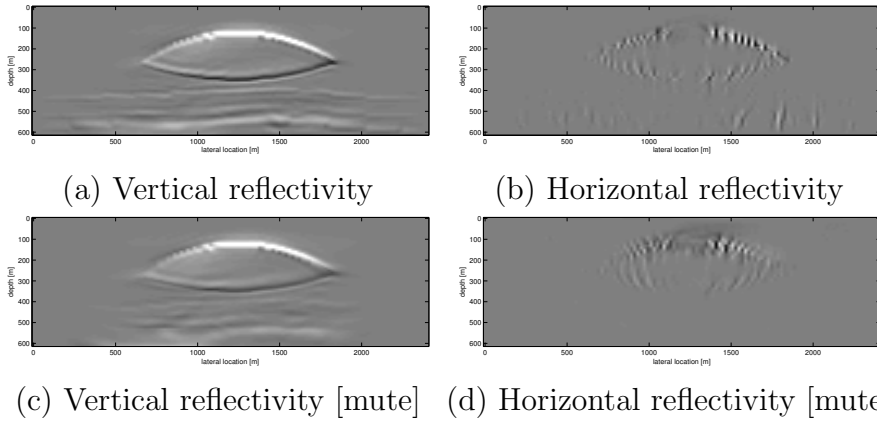 0
100
200
300
400
500
600
depth [m]
0 500 1000 1500 2000
lateral location [m]
(a) Vertical reflectivity
0
100
200
300
400
500
600
depth [m]
0 500 1000 1500 2000
lateral location [m]
(b) Horizontal reflectivity
0
100
200
300
400
500
600
depth [m]
0 500 1000 1500 2000
lateral location [m]
(c) Vertical reflectivity [mute]
0
100
200
300
400
500
600
depth [m]
0 500 1000 1500 2000
lateral location [m]
(d) Horizontal reflectivity [mute